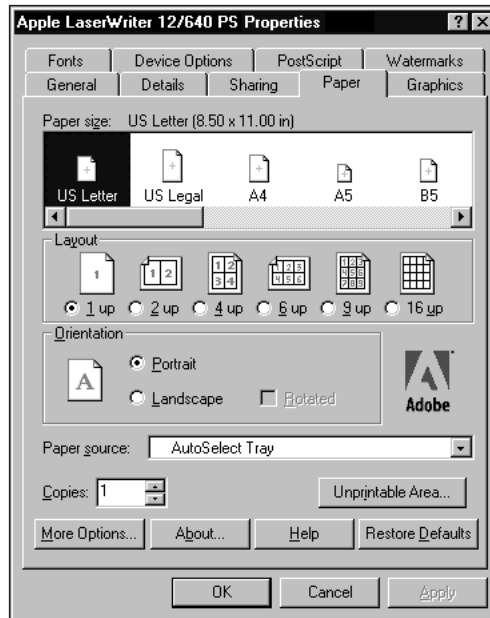 Apple LaserWriter 12/640 PS Properties
Fonts Device Options PostScript Watermarks
General Details Sharing Paper Graphics
Paper size: US Letter (8.50 x 11.00 in)
US Letter US Legal A4 A5 B5
Layout
1 1 2 1 2 3 4 1 2 3 4 5 6 1 2 3 4 5 6 7 8 9
1 up 2 up 4 up 6 up 9 up 16 up
Orientation
A
Portrait
Landscape Rotated
Adobe
Paper source: AutoSelect Tray
Copies: 1 Unprintable Area...
More Options... About... Help Restore Defaults
OK Cancel Apply